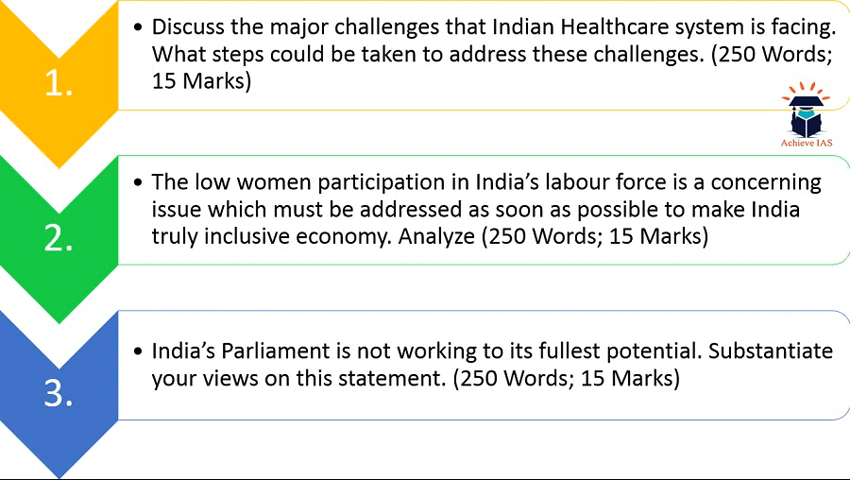 1.
• Discuss the major challenges that Indian Healthcare system is facing.
What steps could be taken to address these challenges. (250 Words;
15 Marks)
Achieve IAS
2.
• The low women participation in India's labour force is a concerning
issue which must be addressed as soon as possible to make India
truly inclusive economy. Analyze (250 Words; 15 Marks)
3.
• India's Parliament is not working to its fullest potential. Substantiate
your views on this statement. (250 Words; 15 Marks)